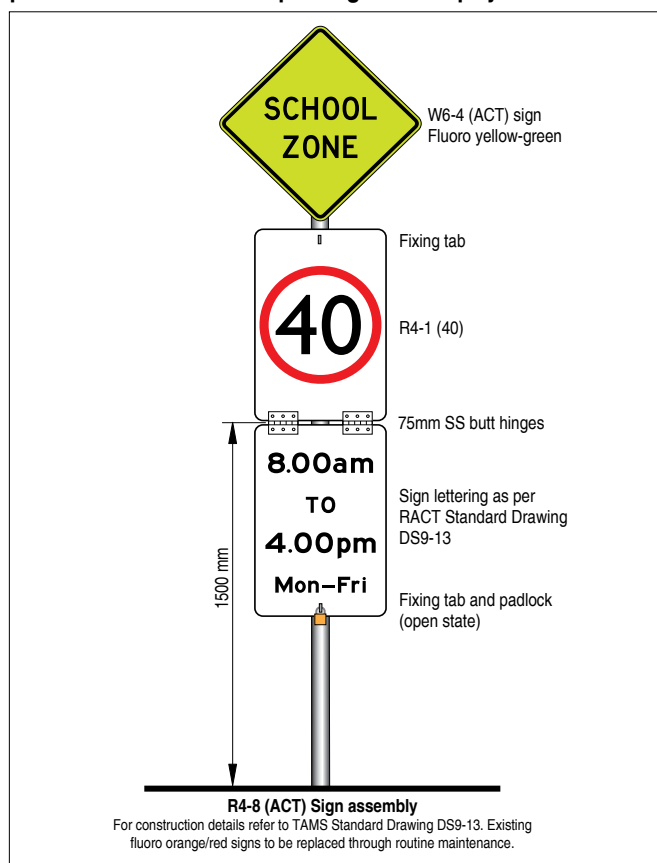 SCHOOL
ZONE
W6-4 (ACT) sign
Fluoro yellow-green
Fixing tab
40
R4-1 (40)
75mm SS butt hinges
8.00am
TO
4.00pm
Mon–Fri
Sign lettering as per
RACT Standard Drawing
DS9-13
Fixing tab and padlock
(open state)
1500 mm
R4-8 (ACT) Sign assembly
For construction details refer to TAMS Standard Drawing DS9-13. Existing
fluoro orange/red signs to be replaced through routine maintenance.